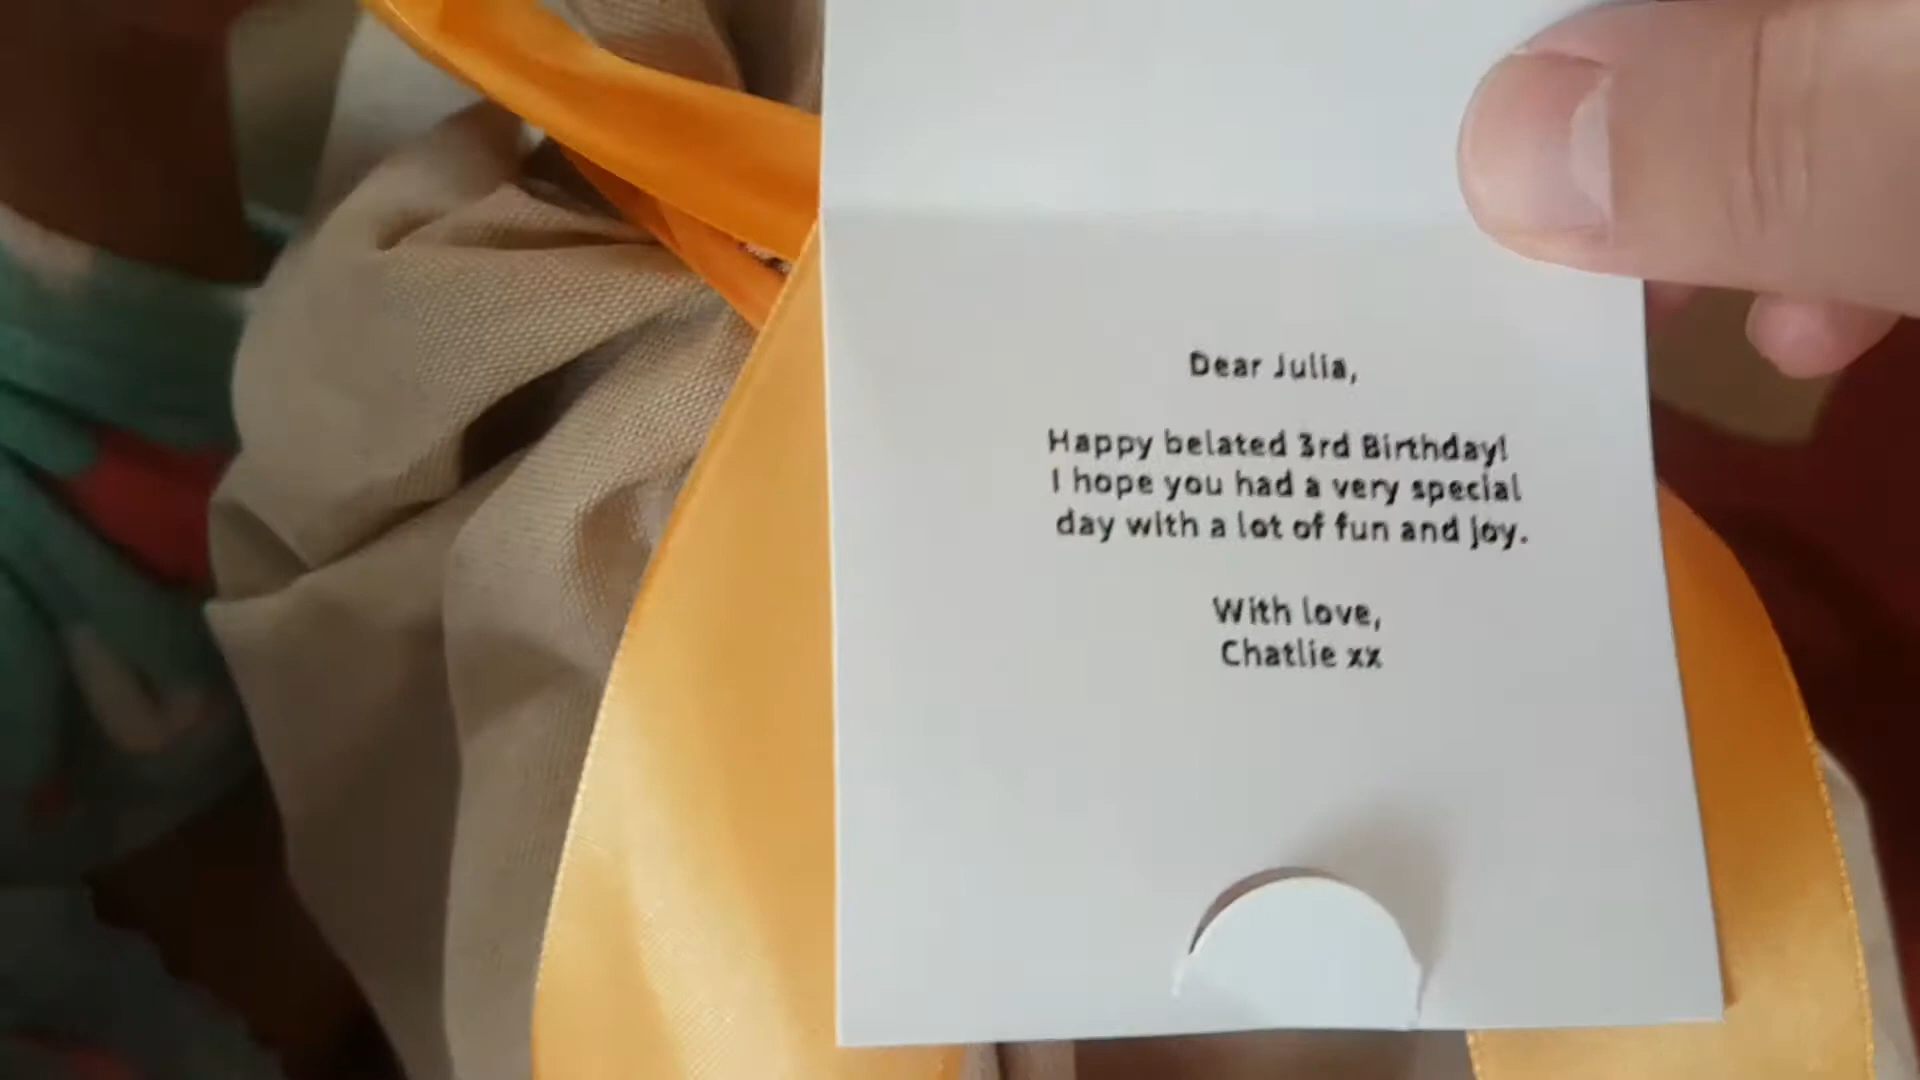 Dear Julia,
Happy belated 3rd Birthday!
I hope you had a very special
day with a lot of fun and joy.
With love,
Chatlie xx